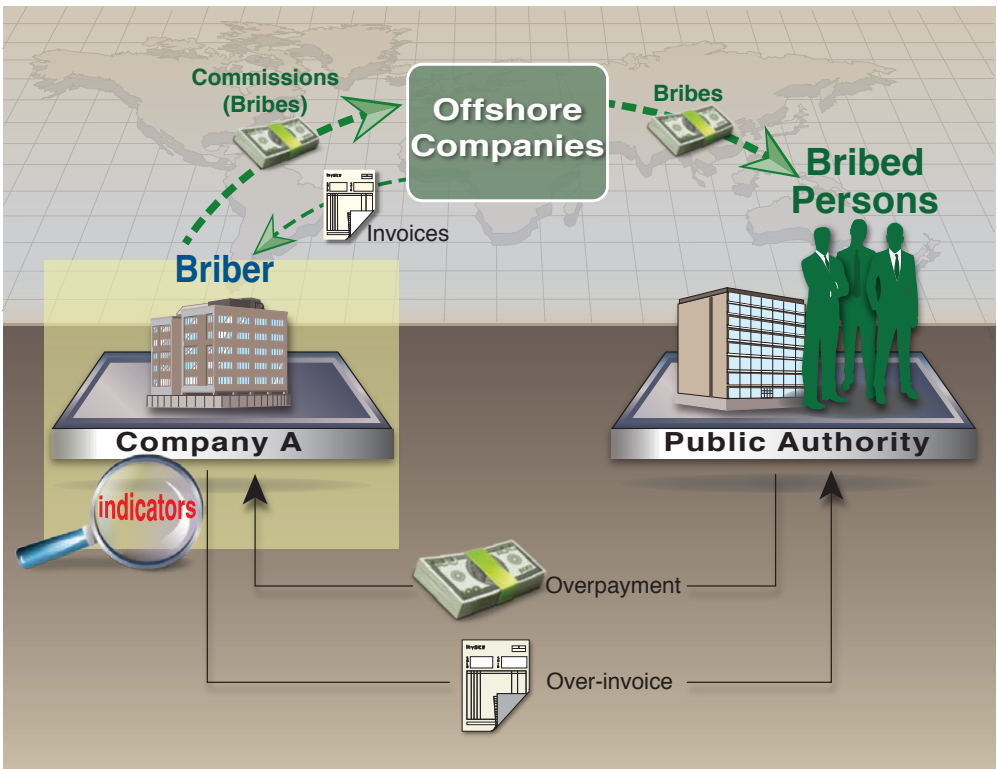 Commissions
(Bribes)
Offshore
Companies
Bribes
Bribed
Persons
Invoices
Briber
Company A
Public Authority
indicators
Overpayment
Over-invoice